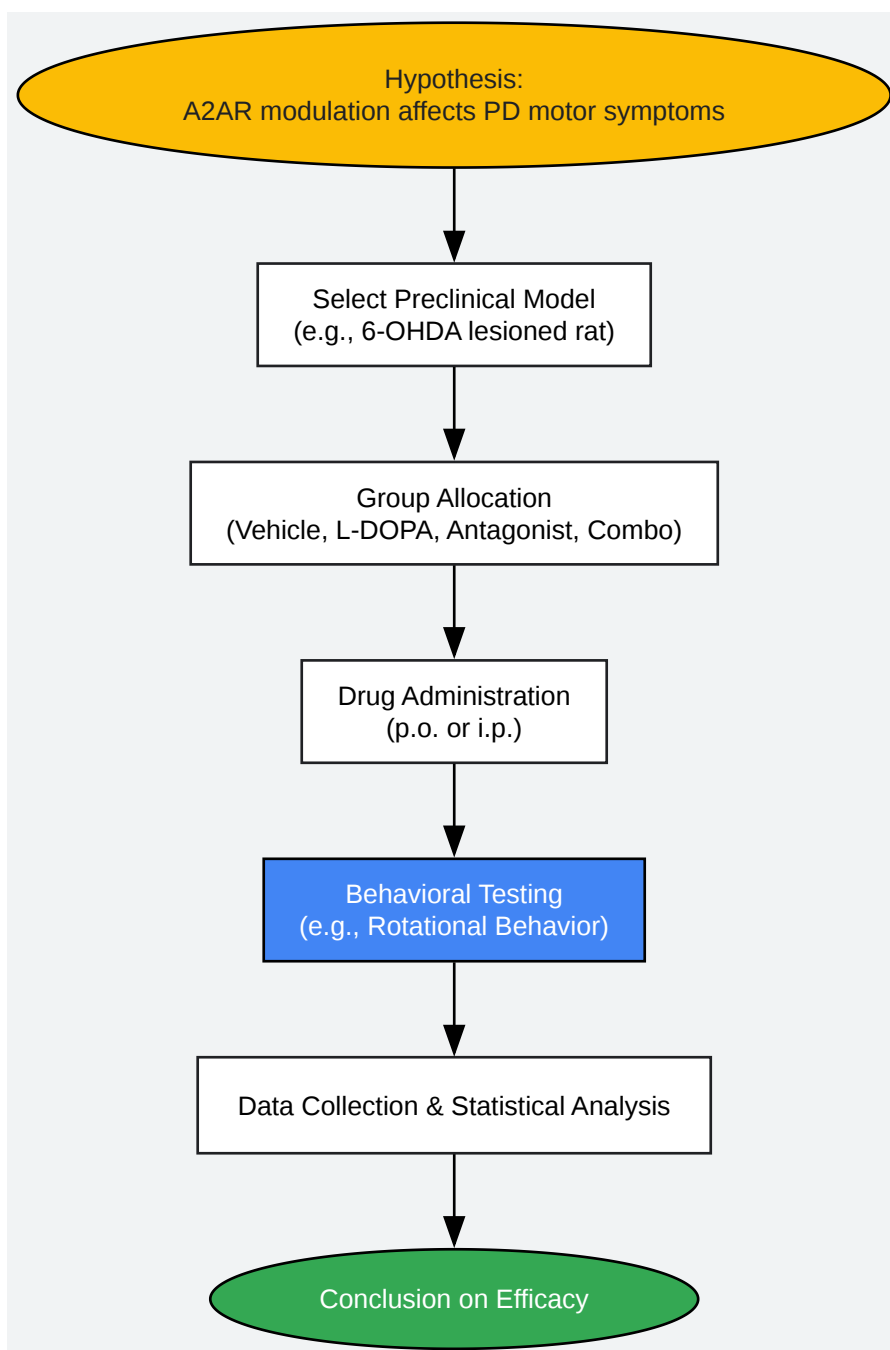 Hypothesis:
A2AR modulation affects PD motor symptoms
Select Preclinical Model
(e.g., 6-OHDA lesioned rat)
Group Allocation
(Vehicle, L-DOPA, Antagonist, Combo)
Drug Administration
(p.o. or i.p.)
Behavioral Testing
(e.g., Rotational Behavior)
Data Collection & Statistical Analysis
Conclusion on Efficacy